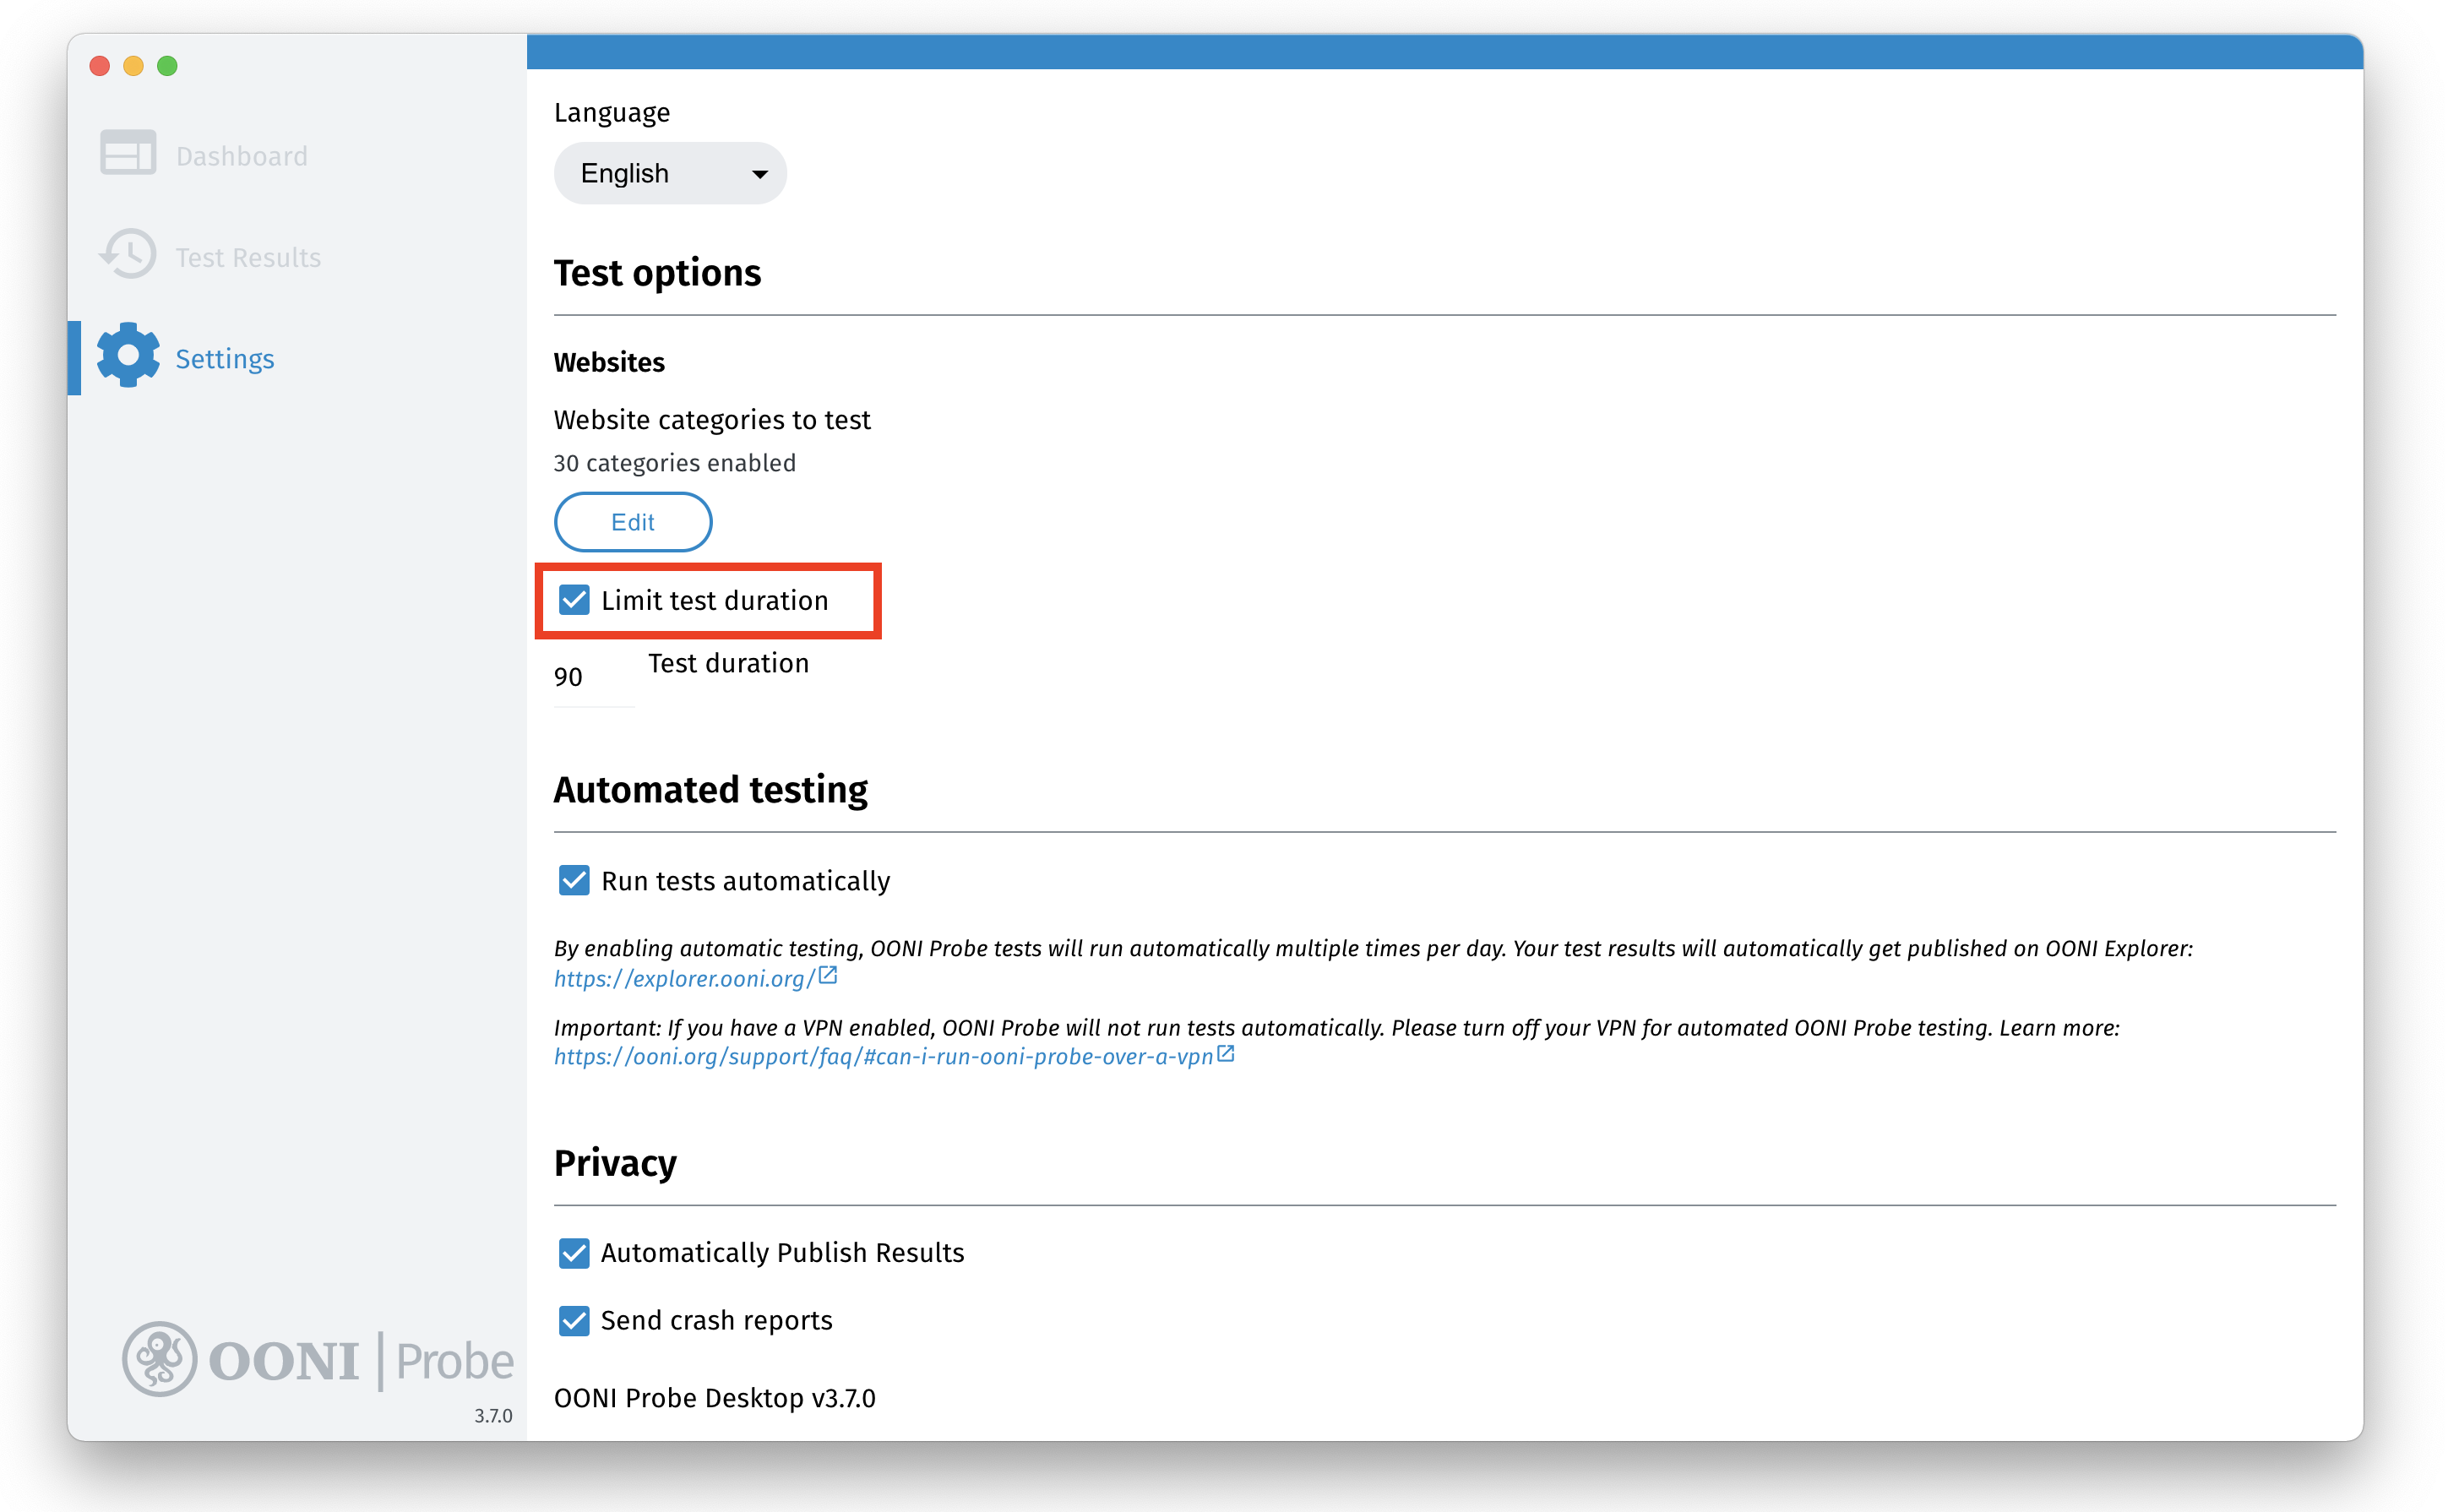 Dashboard
Test Results
Settings
OONI | Probe
3.7.0
Language
English
Test options
Websites
Website categories to test
30 categories enabled
Edit
Limit test duration
90 Test duration
Automated testing
Run tests automatically
By enabling automatic testing, OONI Probe tests will run automatically multiple times per day. Your test results will automatically get published on OONI Explorer:
https://explorer.ooni.org/
Important: If you have a VPN enabled, OONI Probe will not run tests automatically. Please turn off your VPN for automated OONI Probe testing. Learn more:
https://ooni.org/support/faq/#can-i-run-ooni-probe-over-a-vpn
Privacy
Automatically Publish Results
Send crash reports
OONI Probe Desktop v3.7.0